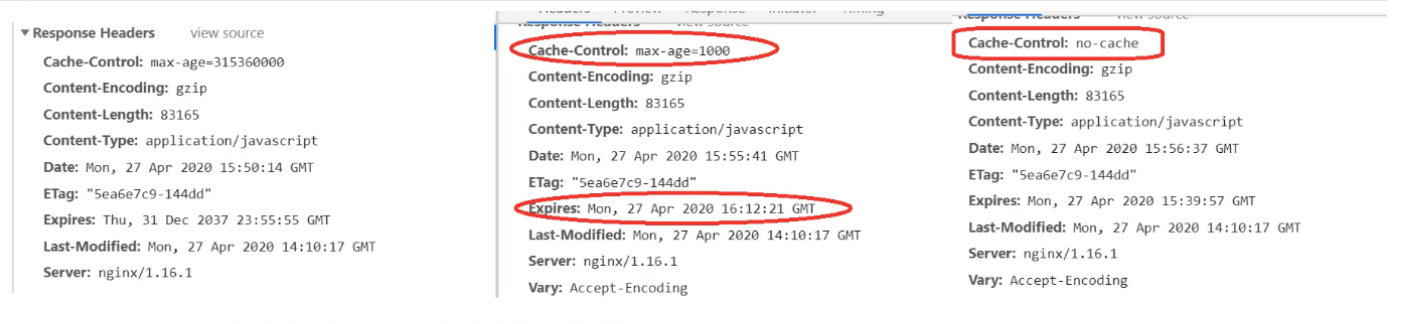 Response Headers view source
Cache-Control: max-age=315360000
Content-Encoding: gzip
Content-Length: 83165
Content-Type: application/javascript
Date: Mon, 27 Apr 2020 15:50:14 GMT
ETag: "5ea6e7c9-144dd"
Expires: Thu, 31 Dec 2037 23:55:55 GMT
Last-Modified: Mon, 27 Apr 2020 14:10:17 GMT
Server: nginx/1.16.1
Headers Preview Response Initiator Timing
Response Headers view source
Cache-Control: max-age=1000
Content-Encoding: gzip
Content-Length: 83165
Content-Type: application/javascript
Date: Mon, 27 Apr 2020 15:55:41 GMT
ETag: "5ea6e7c9-144dd"
Expires: Mon, 27 Apr 2020 16:12:21 GMT
Last-Modified: Mon, 27 Apr 2020 14:10:17 GMT
Server: nginx/1.16.1
Vary: Accept-Encoding
Response Headers view source
Cache-Control: no-cache
Content-Encoding: gzip
Content-Length: 83165
Content-Type: application/javascript
Date: Mon, 27 Apr 2020 15:56:37 GMT
ETag: "5ea6e7c9-144dd"
Expires: Mon, 27 Apr 2020 15:39:57 GMT
Last-Modified: Mon, 27 Apr 2020 14:10:17 GMT
Server: nginx/1.16.1
Vary: Accept-Encoding